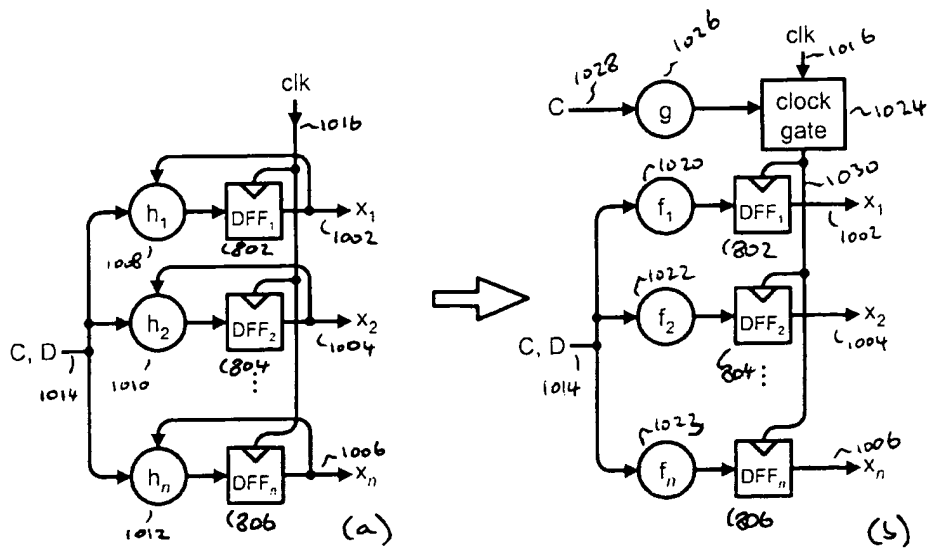 clk
1016
h1
1008
DFF1
802
x1
1002
h2
1010
DFF2
804
x2
1004
C, D
1014
hn
1012
DFFn
806
1006
xn
(a)
C
1028
g
1026
clk
1016
clock
gate
1024
1030
f1
1020
DFF1
802
x1
1002
f2
1022
DFF2
804
x2
1004
C, D
1014
fn
1023
DFFn
806
1006
xn
(b)